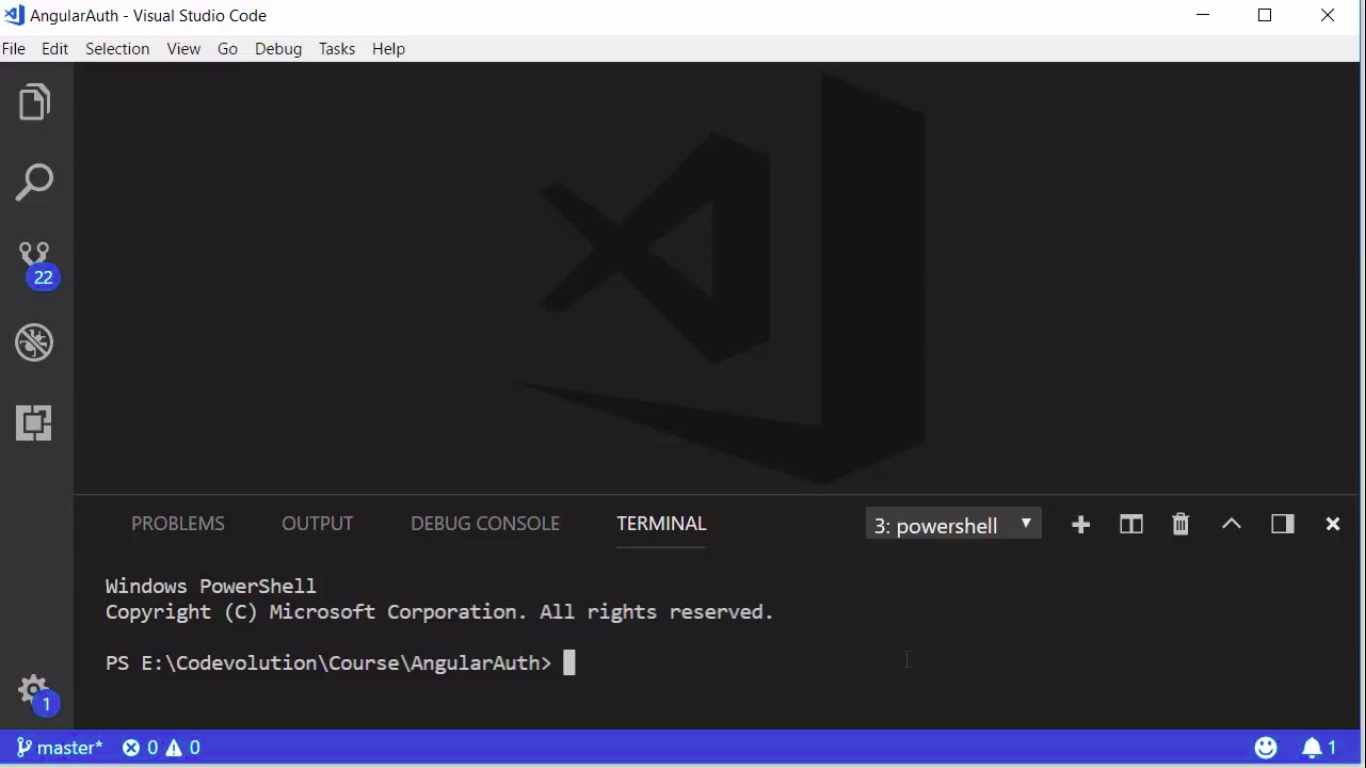 AngularAuth - Visual Studio Code
File Edit Selection View Go Debug Tasks Help
22
PROBLEMS OUTPUT DEBUG CONSOLE TERMINAL 3: powershell
Windows PowerShell
Copyright (C) Microsoft Corporation. All rights reserved.
PS E:\Codevolution\Course\AngularAuth>
1
master* 0 0 1